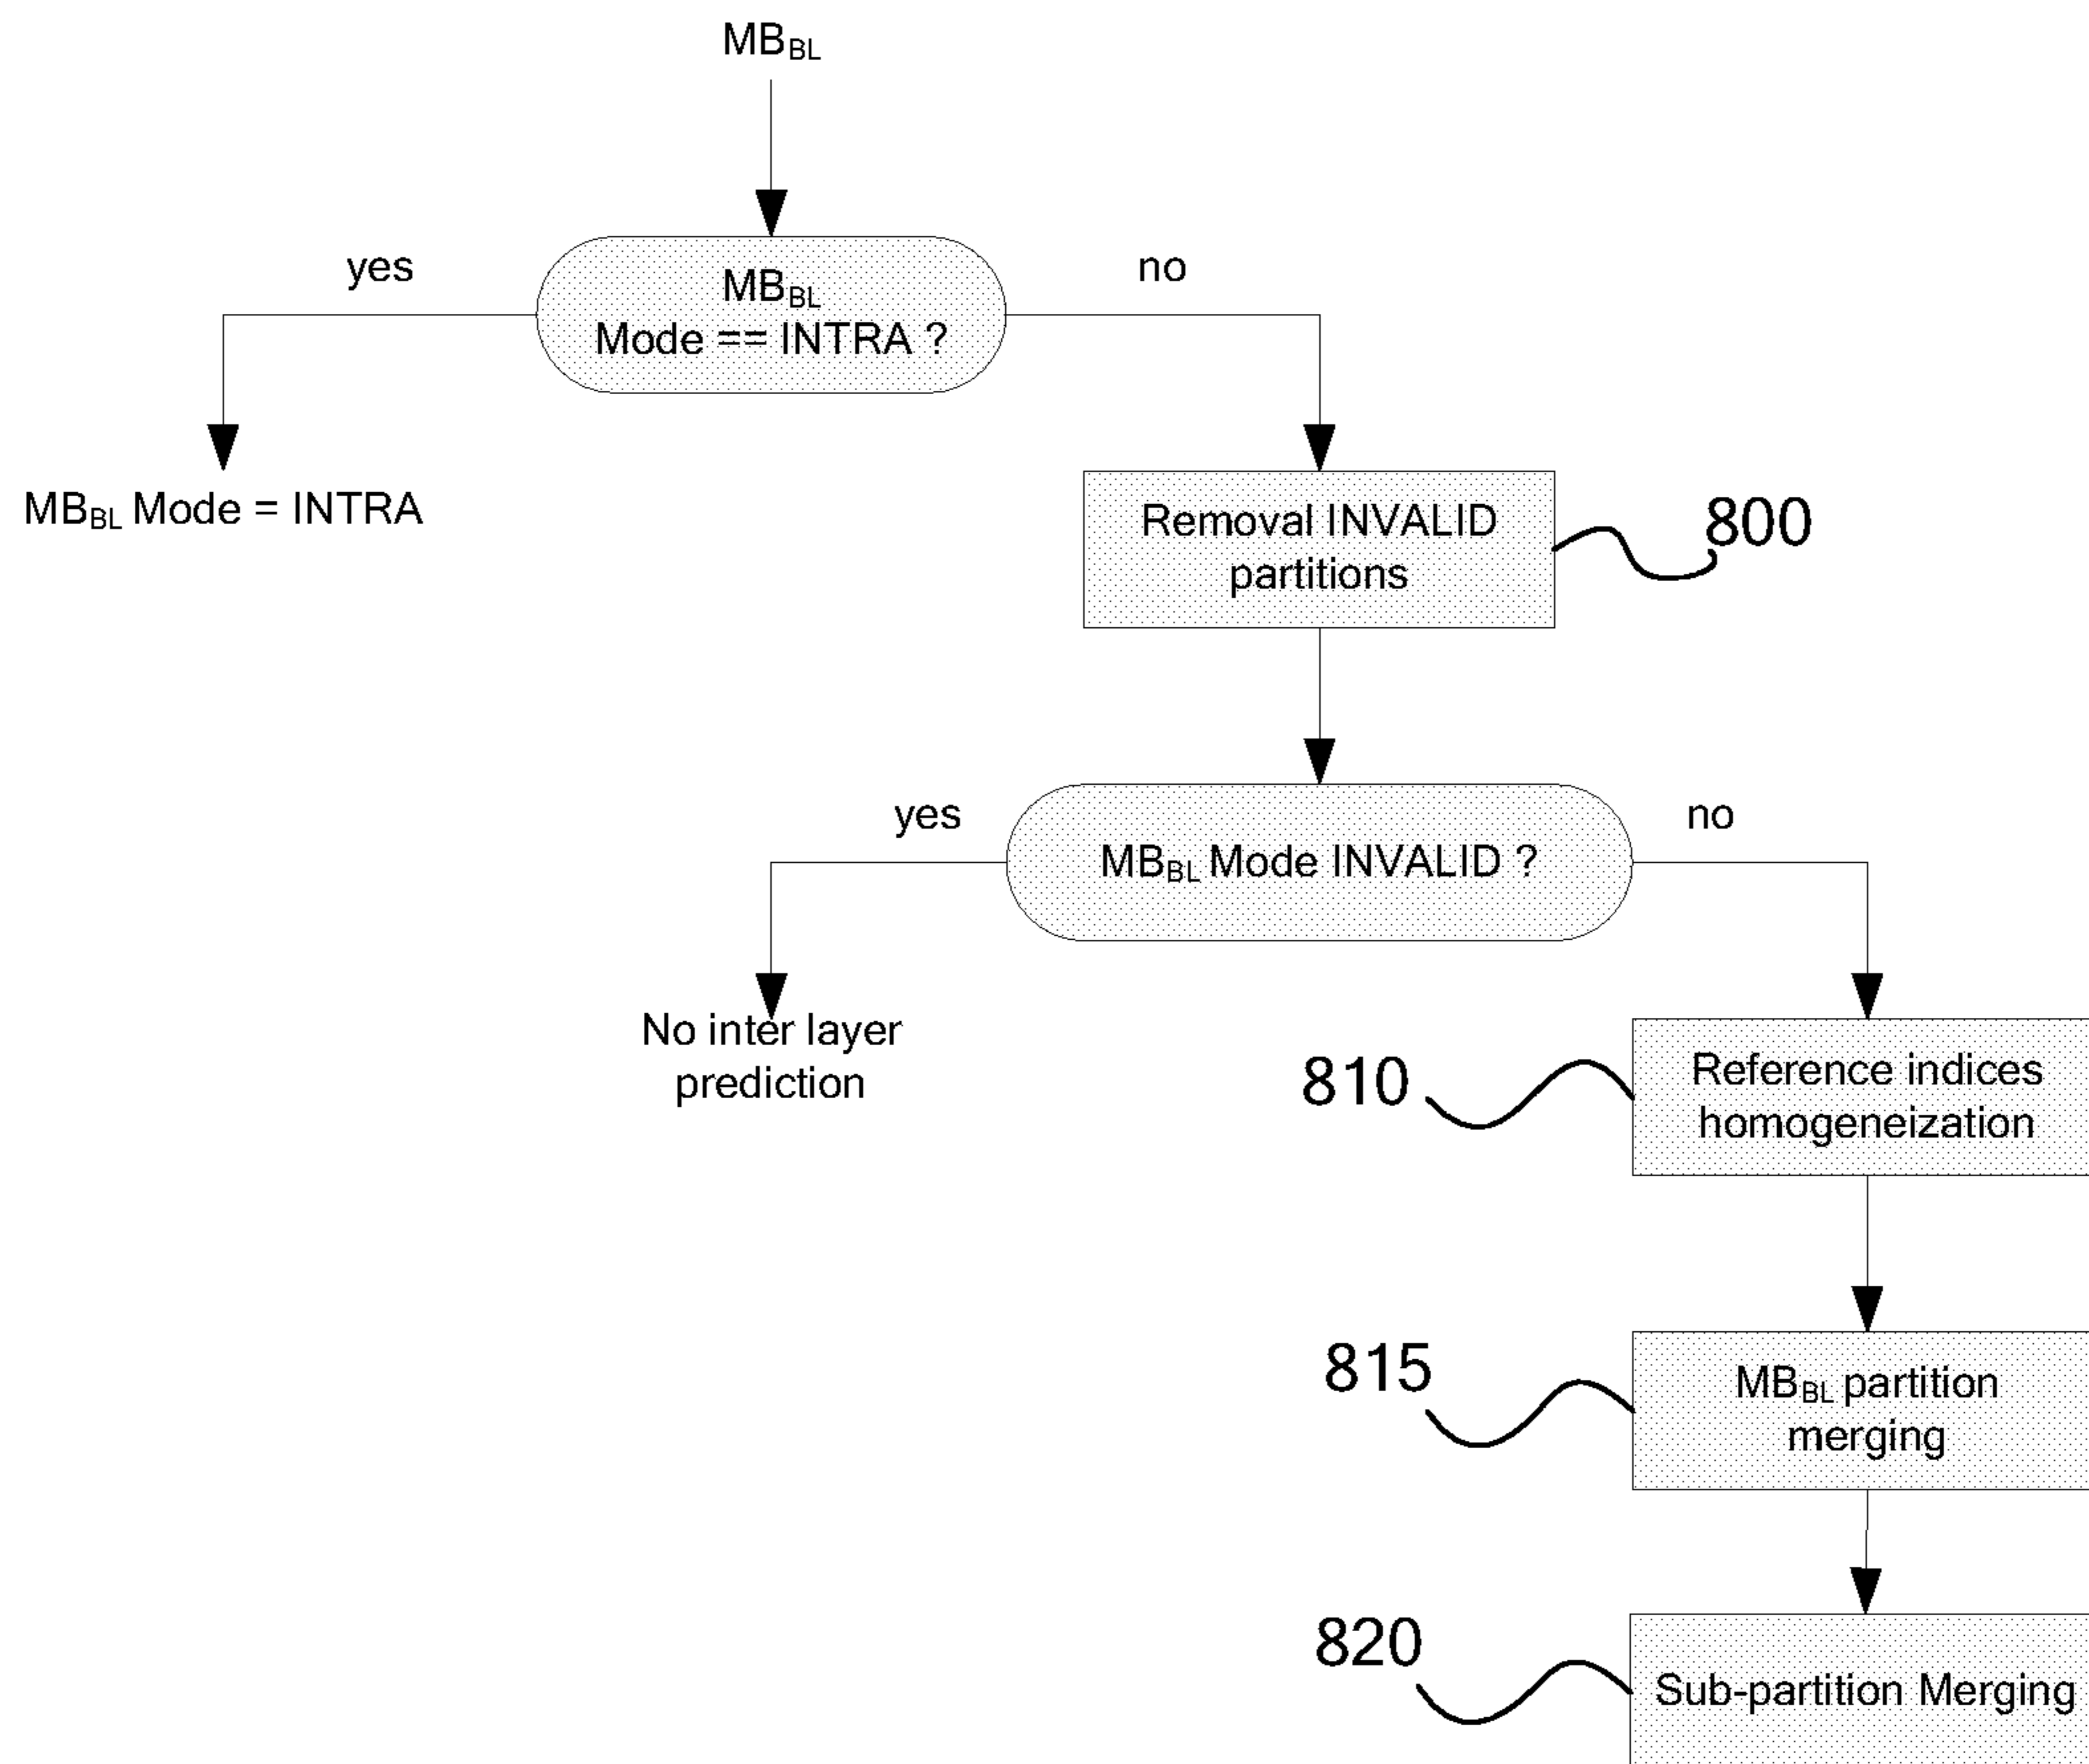 MBBL
yes
no
MBBL
Mode == INTRA ?
MBBL Mode = INTRA
Removal INVALID
partitions
800
yes
no
MBBL Mode INVALID ?
No inter layer
prediction
810
Reference indices
homogeneization
815
MBBL partition
merging
820
Sub-partition Merging